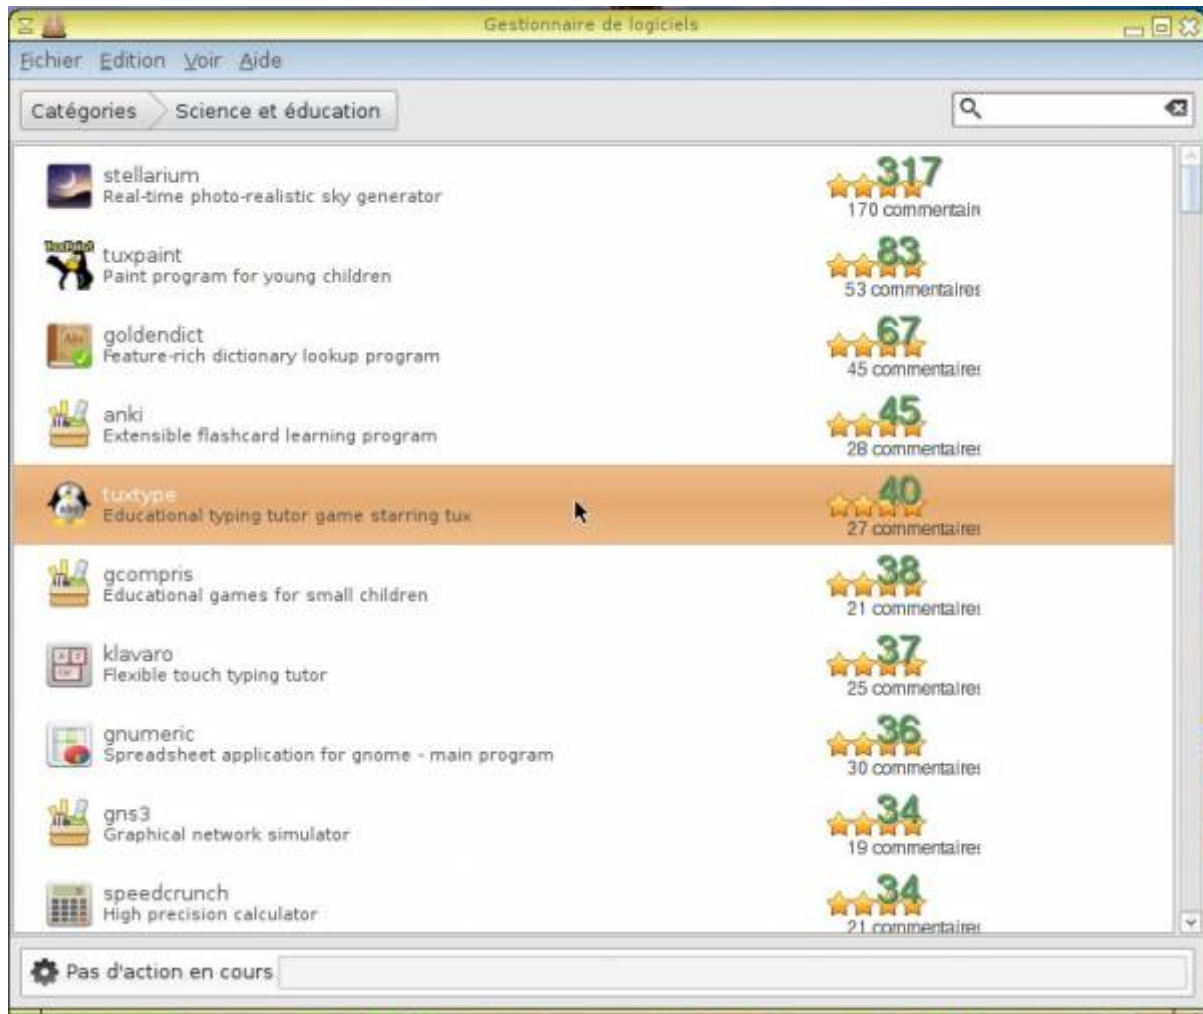 Gestionnaire de logiciels
Fichier Edition Voir Aide
Catégories Science et éducation
stellarium
Real-time photo-realistic sky generator
317
170 commentain
tuxpaint
Paint program for young children
83
53 commentaires
goldendict
Feature-rich dictionary lookup program
67
45 commentaires
anki
Extensible flashcard learning program
45
28 commentaires
tuxtype
Educational typing tutor game starring tux
40
27 commentaires
gcompris
Educational games for small children
38
21 commentaires
klavaro
Flexible touch typing tutor
37
25 commentaires
gnumeric
Spreadsheet application for gnome - main program
36
30 commentaires
gns3
Graphical network simulator
34
19 commentaires
speedcrunch
High precision calculator
34
21 commentaires
Pas d'action en cours